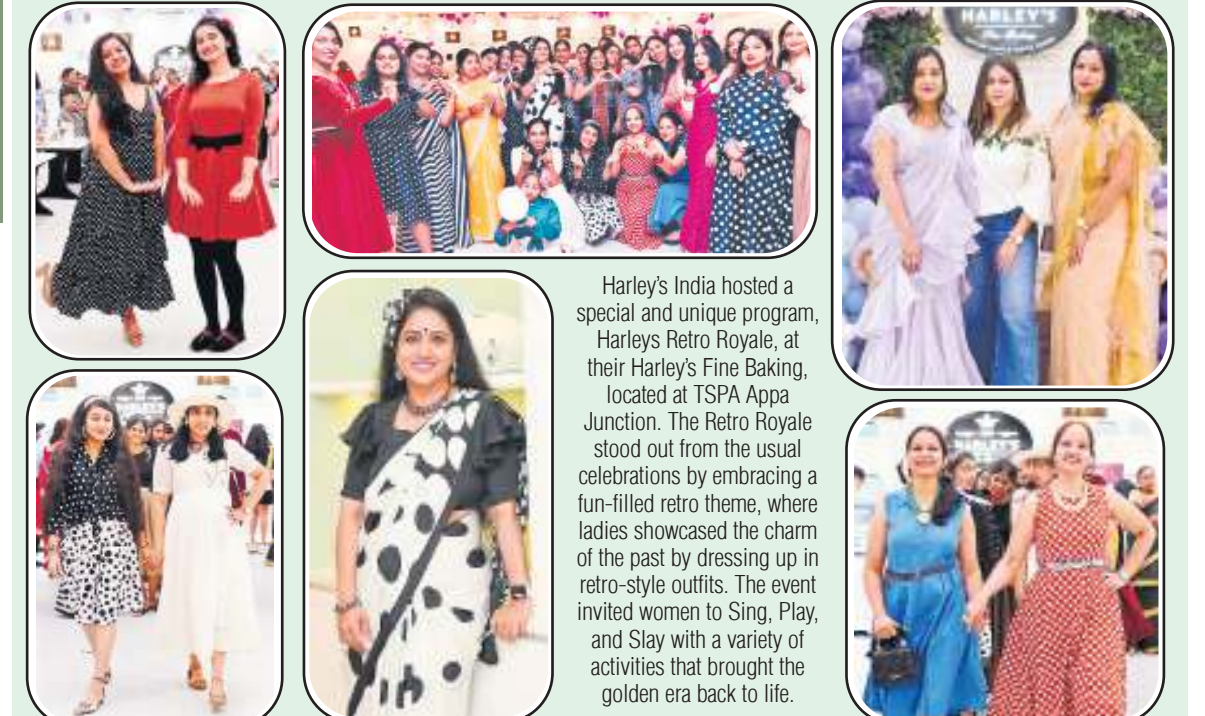 HARLEY'S
Fine Baking
HARLEY'S
HARLEY'S
Harley's India hosted a
special and unique program,
Harleys Retro Royale, at
their Harley's Fine Baking,
located at TSPA Appa
Junction. The Retro Royale
stood out from the usual
celebrations by embracing a
fun-filled retro theme, where
ladies showcased the charm
of the past by dressing up in
retro-style outfits. The event
invited women to Sing, Play,
and Slay with a variety of
activities that brought the
golden era back to life.